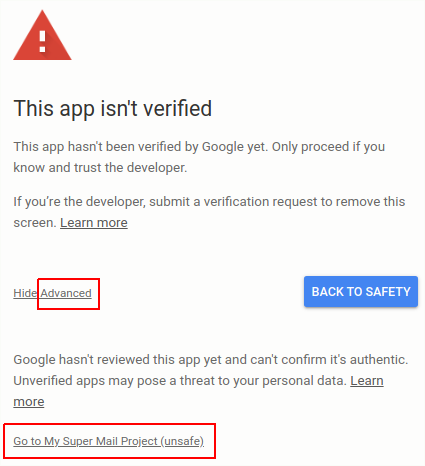 This app isn't verified
This app hasn't been verified by Google yet. Only proceed if you
know and trust the developer.
If you're the developer, submit a verification request to remove this
screen. Learn more
Hide Advanced
BACK TO SAFETY
Google hasn't reviewed this app yet and can't confirm it's authentic.
Unverified apps may pose a threat to your personal data. Learn
more
Go to My Super Mail Project (unsafe)